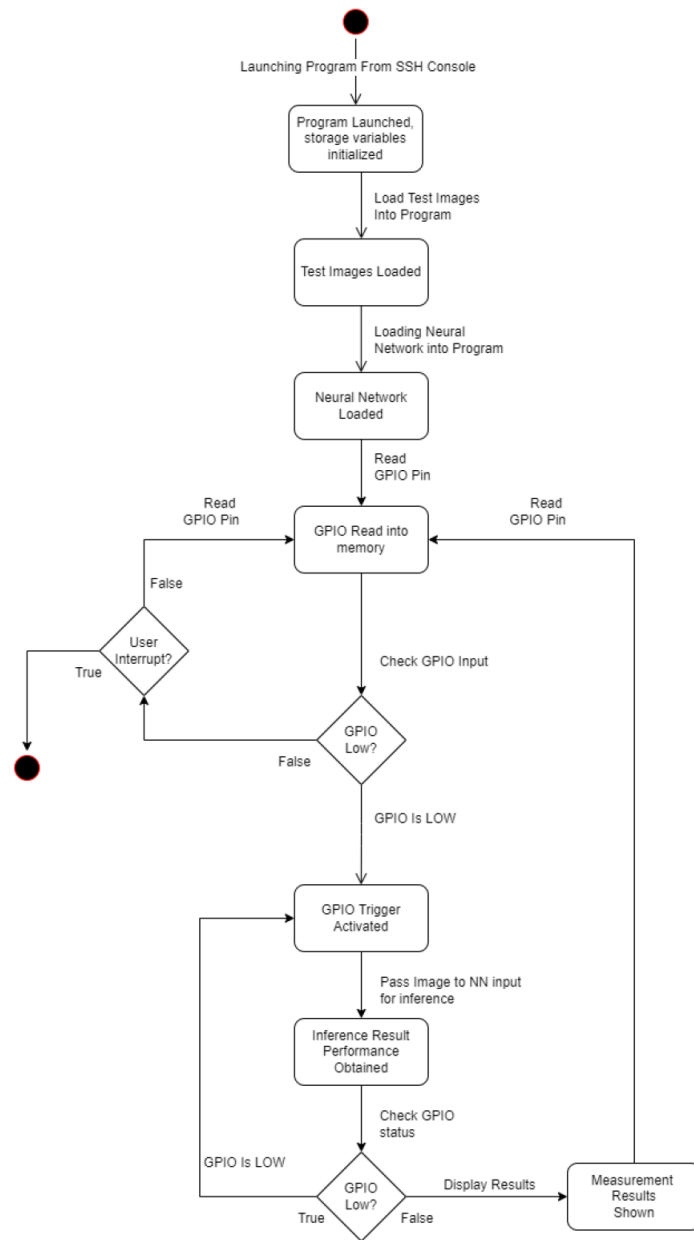 Launching Program From SSH Console
Program Launched,
storage variables
initialized
Load Test Images
Into Program
Test Images Loaded
Loading Neural
Network into Program
Neural Network
Loaded
Read
GPIO Pin
Read
GPIO Pin
Read
GPIO Pin
GPIO Read into
memory
False
User
Interrupt?
True
Check GPIO Input
GPIO
Low?
False
GPIO Is LOW
GPIO Trigger
Activated
Pass Image to NN input
for inference
Inference Result
Performance
Obtained
Check GPIO
status
GPIO Is LOW
GPIO
Low?
True
False
Display Results
Measurement
Results
Shown